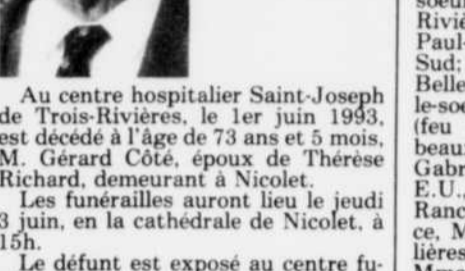 Au centre hospitalier Saint-Joseph
de Trois-Rivières, le 1er juin 1993,
est décédé à l'âge de 73 ans et 5 mois,
M. Gérard Côté, époux de Thérèse
Richard, demeurant à Nicolet.
Les funérailles auront lieu le jeudi
3 juin, en la cathédrale de Nicolet, à
15h.
Le défunt est exposé au centre fu-
soeur
Riviè
Paul-
Sud;
Belle
le-soe
(feu
beau
Gabr
E.U.,
Ranc
ce, M
lières